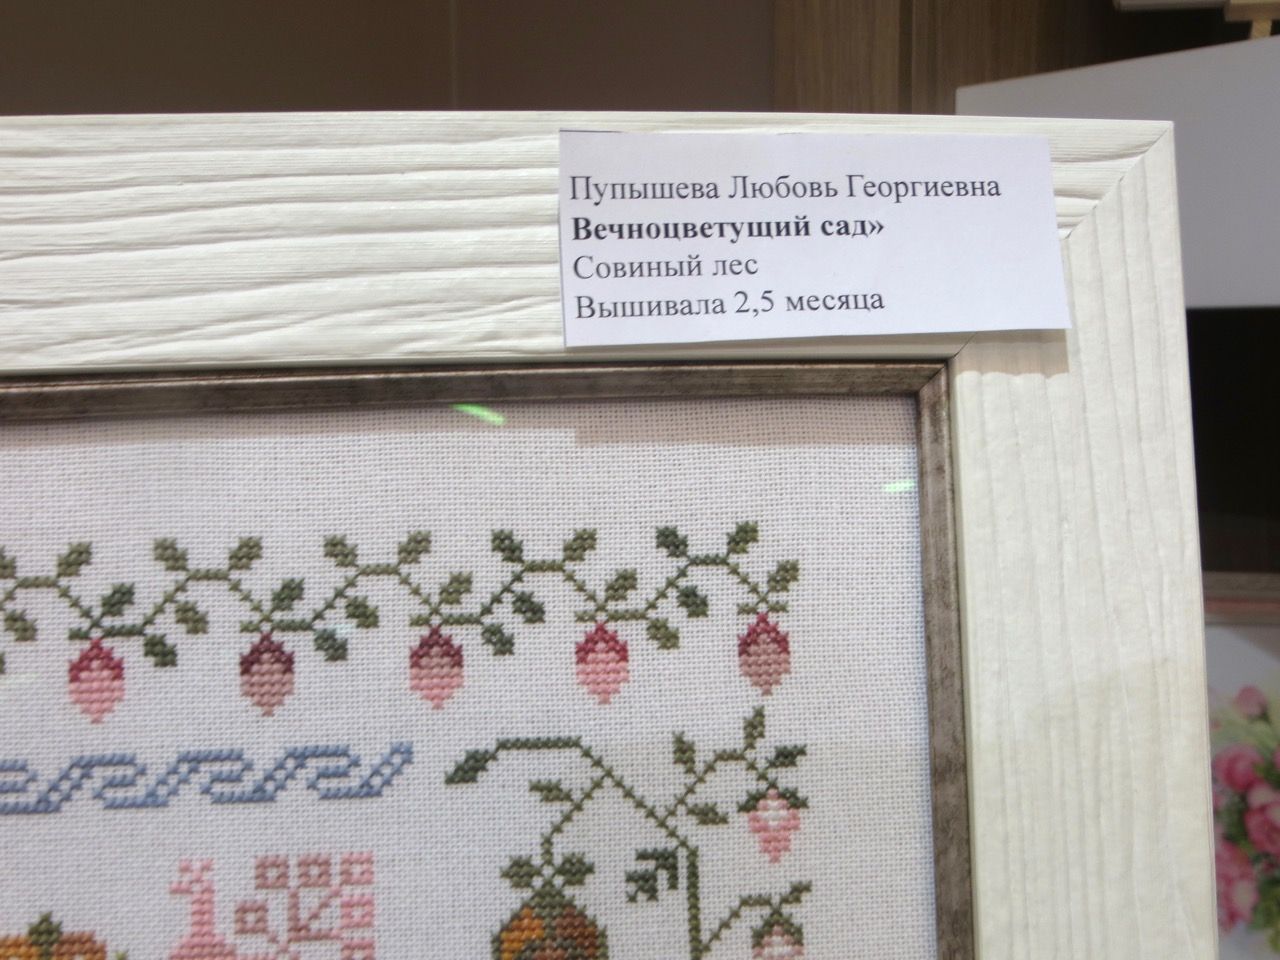 Пупышева Любовь Георгиевна
Вечноцветущий сад»
Совиный лес
Вышивала 2,5 месяца